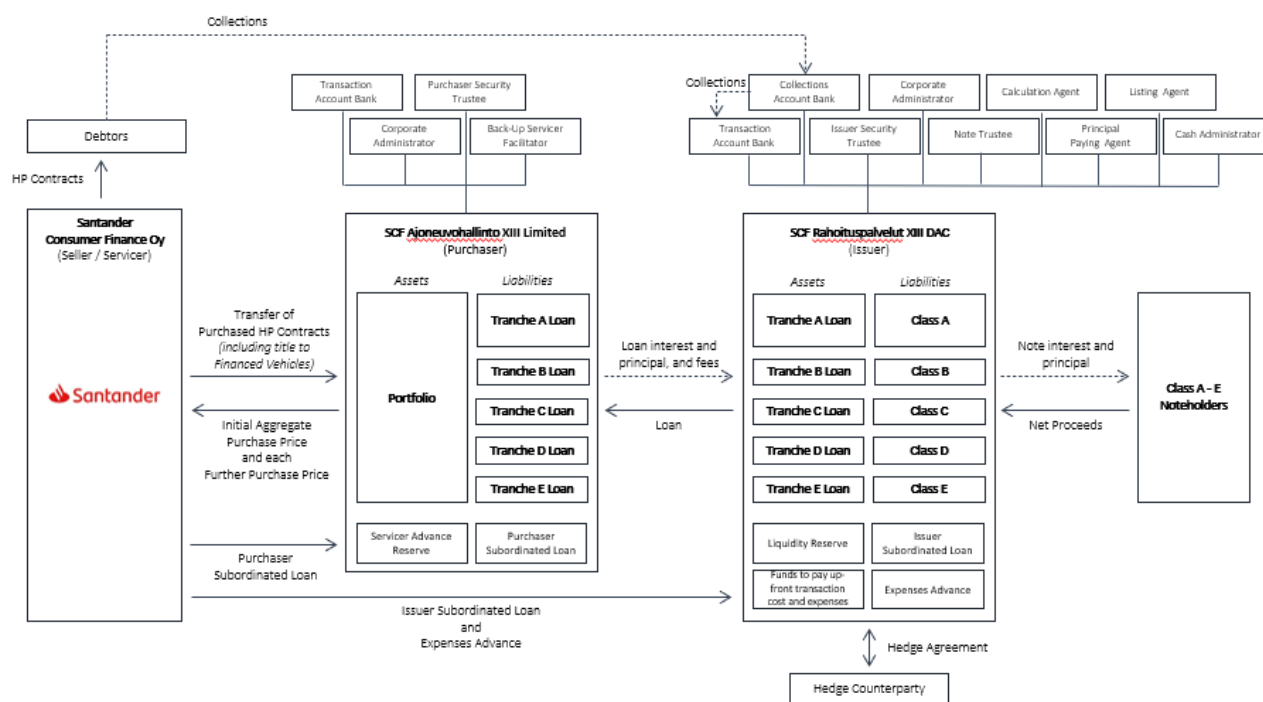 Collections
Transaction
Account Bank
Purchaser Security
Trustee
Corporate
Administrator
Back-Up Servicer
Facilitator
Collections
Collections
Account Bank
Corporate
Administrator
Calculation Agent
Listing Agent
Transaction
Account Bank
Issuer Security
Trustee
Note Trustee
Principal
Paying Agent
Cash Administrator
Debtors
HP Contracts
Santander
Consumer Finance Oy
(Seller / Servicer)
Santander
Transfer of
Purchased HP Contracts
(including title to
Financed Vehicles)
Initial Aggregate
Purchase Price
and each
Further Purchase Price
Purchaser
Subordinated Loan
SCF Ajoneuvohallinto XIII Limited
(Purchaser)
Assets
Liabilities
Portfolio
Tranche A Loan
Tranche B Loan
Tranche C Loan
Tranche D Loan
Tranche E Loan
Servicer Advance
Reserve
Purchaser
Subordinated Loan
Loan interest and
principal, and fees
Loan
Issuer Subordinated Loan
and
Expenses Advance
SCF Rahoituspalvelut XIII DAC
(Issuer)
Assets
Liabilities
Tranche A Loan
Class A
Tranche B Loan
Class B
Tranche C Loan
Class C
Tranche D Loan
Class D
Tranche E Loan
Class E
Liquidity Reserve
Issuer
Subordinated Loan
Funds to pay up-
front transaction
cost and expenses
Expenses Advance
Note interest and
principal
Net Proceeds
Class A - E
Noteholders
Hedge Agreement
Hedge Counterparty